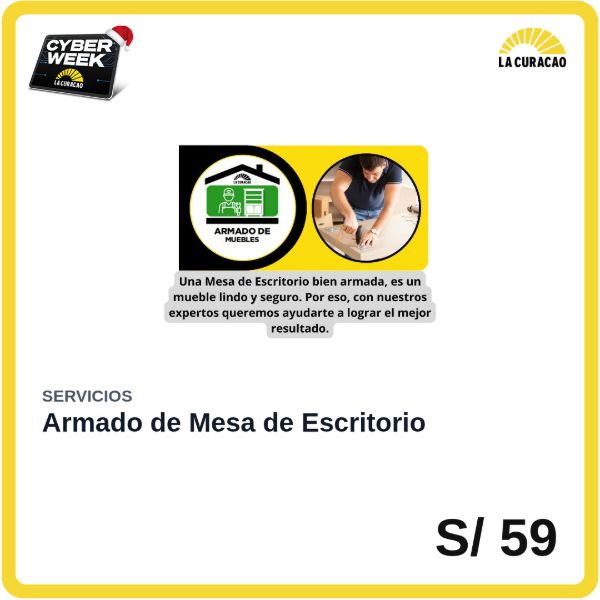 CYBER
WEEK
LA CURACAO
LA CURACAO
LA CURACAO
ARMADO DE
MUEBLES
Una Mesa de Escritorio bien armada, es un
mueble lindo y seguro. Por eso, con nuestros
expertos queremos ayudarte a lograr el mejor
resultado.
SERVICIOS
Armado de Mesa de Escritorio
S/ 59